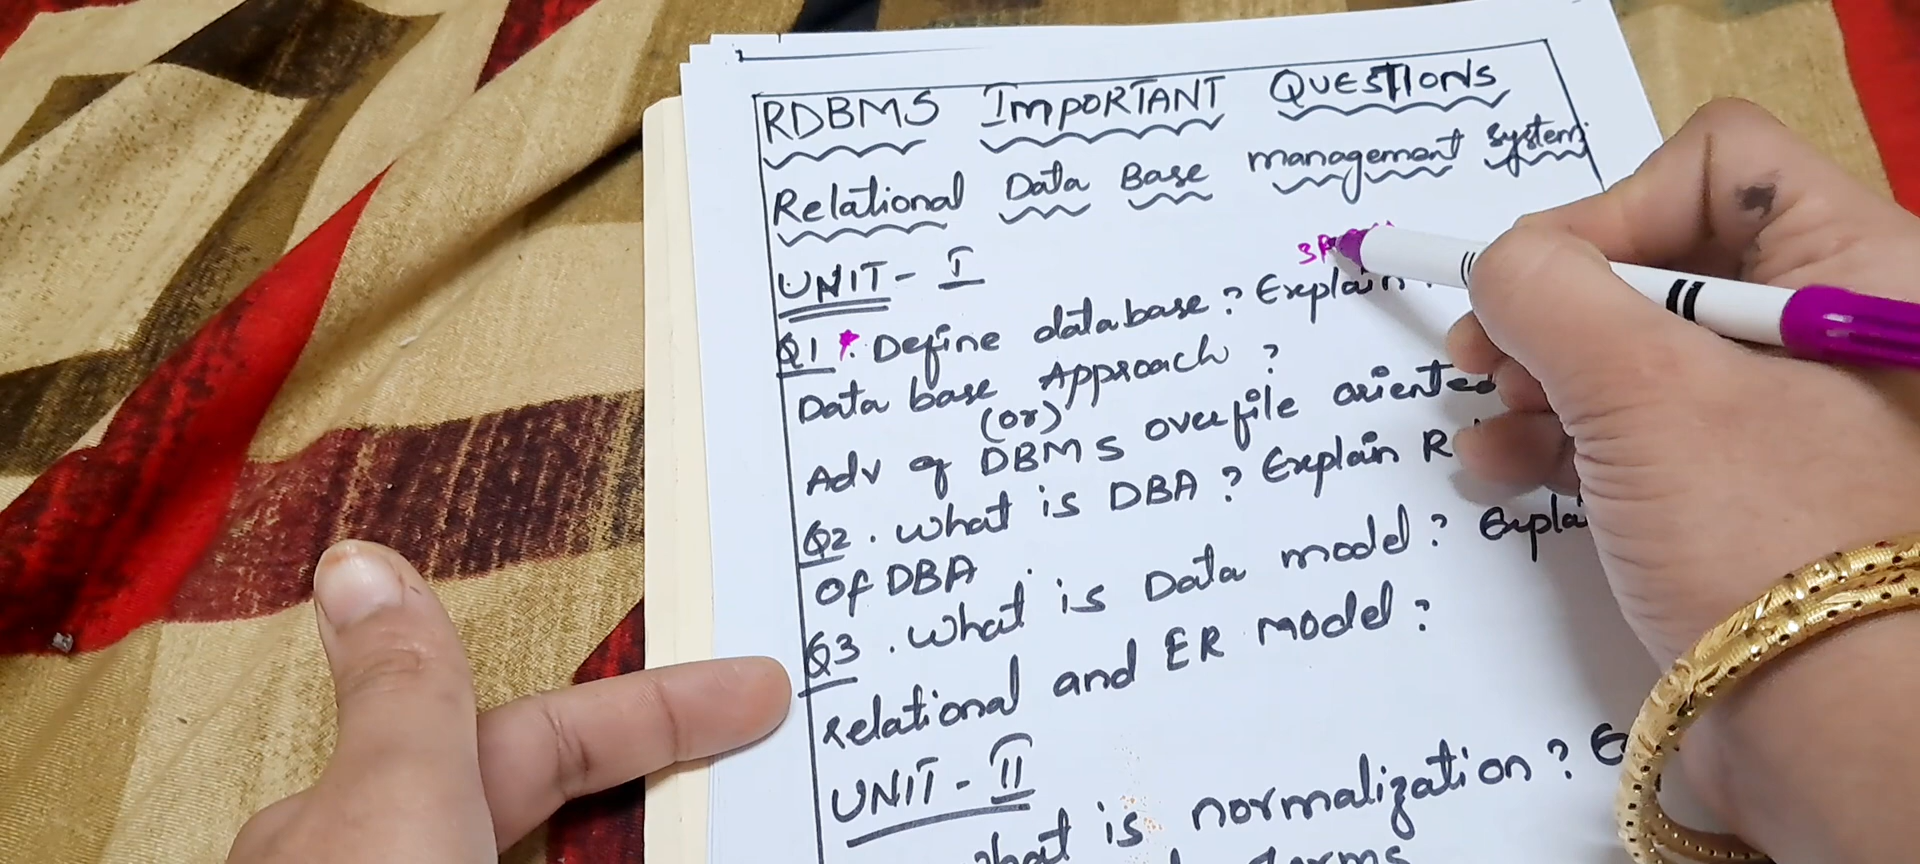 RDBMS IMPORTANT QUESTIONS
Relational Data Base management system
UNIT - I
Q1. Define database? Explain
Data base Approach?
(or)
Adv of DBMS over file oriented
Q2. What is DBA? Explain R
of DBA.
Q3. What is Data model? Explai
relational and ER model?
UNIT - II
hat is normalization? E